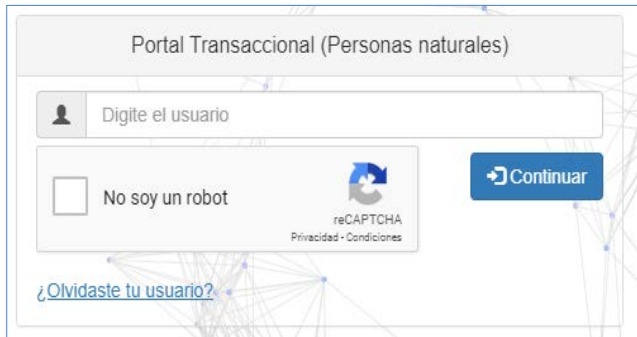 Portal Transaccional (Personas naturales)
Digite el usuario
No soy un robot
reCAPTCHA
Privacidad - Condiciones
Continuar
¿Olvidaste tu usuario?